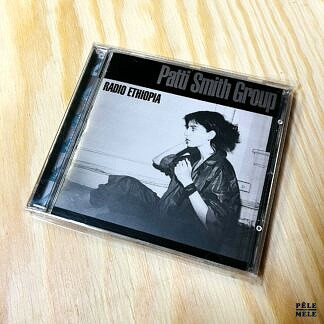 Patti Smith Group
RADIO ETHIOPIA
PÊLE
MÊLE